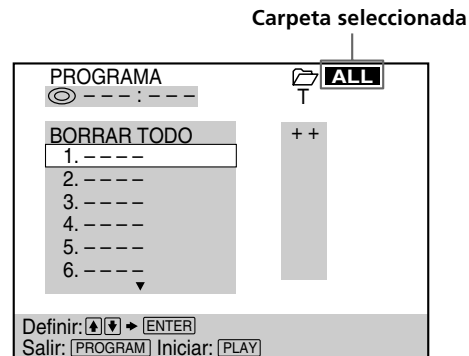 Carpeta seleccionada
PROGRAMA ALL
– – – : – – – T
BORRAR TODO + +
1. – – – –
2. – – – –
3. – – – –
4. – – – –
5. – – – –
6. – – – –
Definir: ENTER
Salir: PROGRAM Iniciar: PLAY